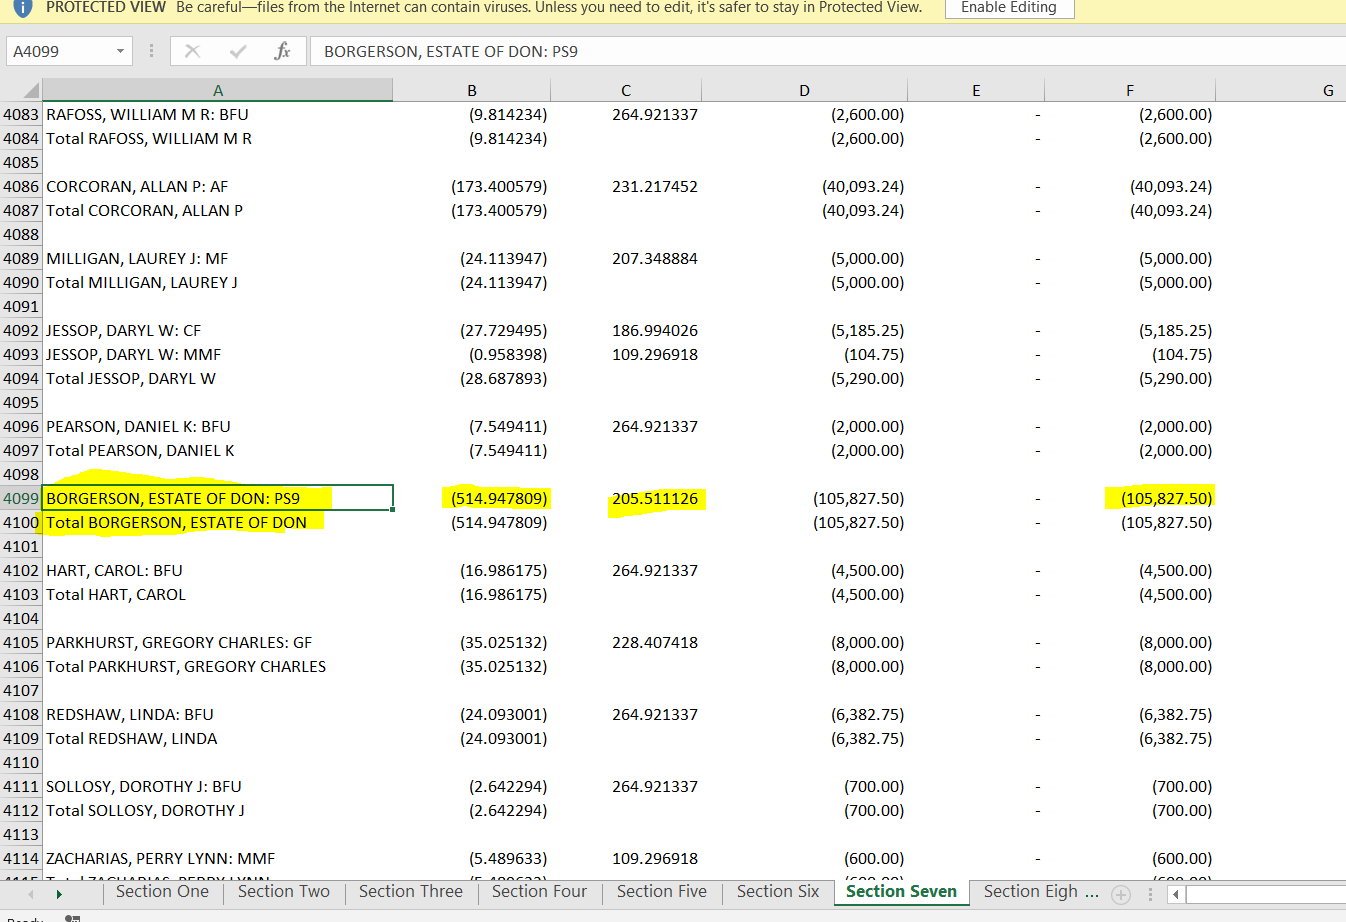 PROTECTED VIEW Be careful—files from the Internet can contain viruses. Unless you need to edit, it's safer to stay in Protected View. Enable Editing
A4099 fx BORGERSON, ESTATE OF DON: PS9
A B C D E F G
4083 RAFOSS, WILLIAM M R: BFU (9.814234) 264.921337 (2,600.00) - (2,600.00)
4084 Total RAFOSS, WILLIAM M R (9.814234) (2,600.00) - (2,600.00)
4085
4086 CORCORAN, ALLAN P: AF (173.400579) 231.217452 (40,093.24) - (40,093.24)
4087 Total CORCORAN, ALLAN P (173.400579) (40,093.24) - (40,093.24)
4088
4089 MILLIGAN, LAUREY J: MF (24.113947) 207.348884 (5,000.00) - (5,000.00)
4090 Total MILLIGAN, LAUREY J (24.113947) (5,000.00) - (5,000.00)
4091
4092 JESSOP, DARYL W: CF (27.729495) 186.994026 (5,185.25) - (5,185.25)
4093 JESSOP, DARYL W: MMF (0.958398) 109.296918 (104.75) - (104.75)
4094 Total JESSOP, DARYL W (28.687893) (5,290.00) - (5,290.00)
4095
4096 PEARSON, DANIEL K: BFU (7.549411) 264.921337 (2,000.00) - (2,000.00)
4097 Total PEARSON, DANIEL K (7.549411) (2,000.00) - (2,000.00)
4098
4099 BORGERSON, ESTATE OF DON: PS9 (514.947809) 205.511126 (105,827.50) - (105,827.50)
4100 Total BORGERSON, ESTATE OF DON (514.947809) (105,827.50) - (105,827.50)
4101
4102 HART, CAROL: BFU (16.986175) 264.921337 (4,500.00) - (4,500.00)
4103 Total HART, CAROL (16.986175) (4,500.00) - (4,500.00)
4104
4105 PARKHURST, GREGORY CHARLES: GF (35.025132) 228.407418 (8,000.00) - (8,000.00)
4106 Total PARKHURST, GREGORY CHARLES (35.025132) (8,000.00) - (8,000.00)
4107
4108 REDSHAW, LINDA: BFU (24.093001) 264.921337 (6,382.75) - (6,382.75)
4109 Total REDSHAW, LINDA (24.093001) (6,382.75) - (6,382.75)
4110
4111 SOLLOSY, DOROTHY J: BFU (2.642294) 264.921337 (700.00) - (700.00)
4112 Total SOLLOSY, DOROTHY J (2.642294) (700.00) - (700.00)
4113
4114 ZACHARIAS, PERRY LYNN: MMF (5.489633) 109.296918 (600.00) - (600.00)
Section One Section Two Section Three Section Four Section Five Section Six Section Seven Section Eigh ...